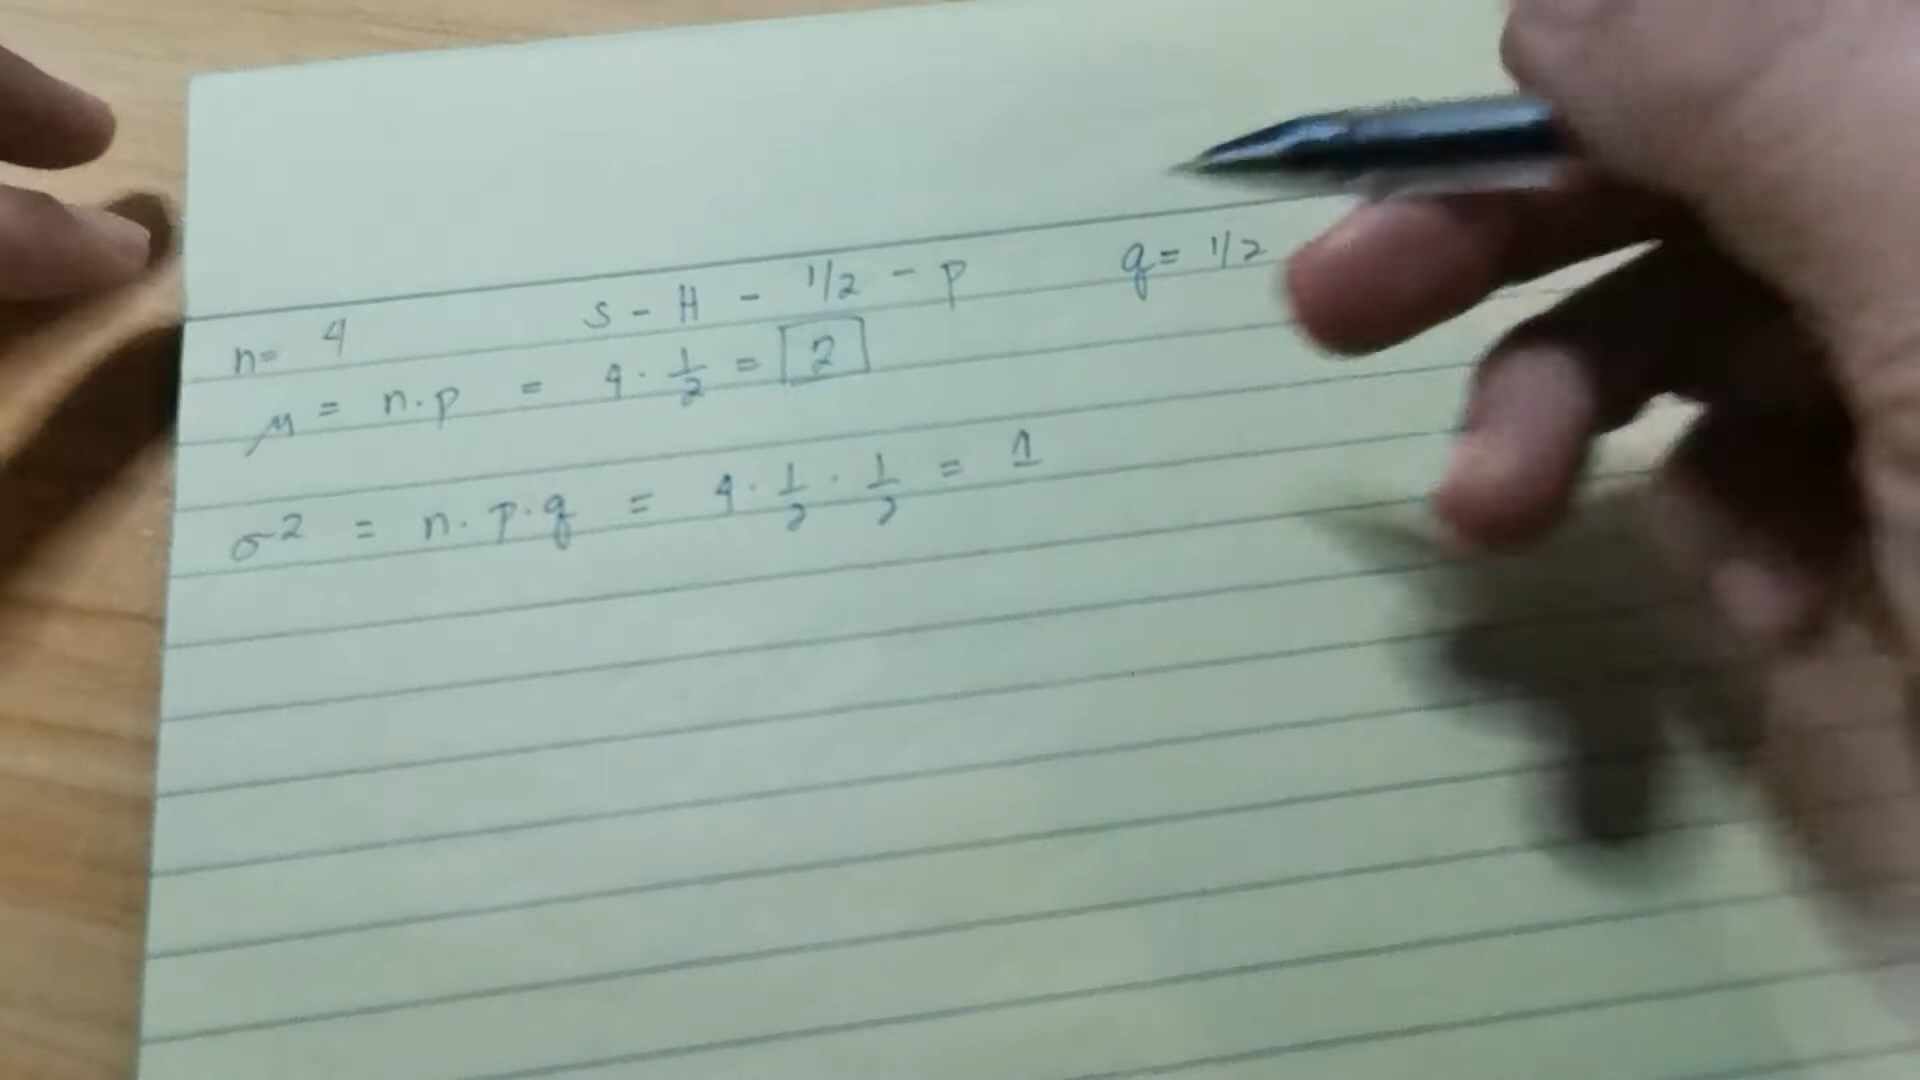 S - H - 1/2 - p q = 1/2
n = 4
μ = n.p = 4 · 1/2 = 2
σ² = n. p. q = 4 · 1/2 · 1/2 = 1